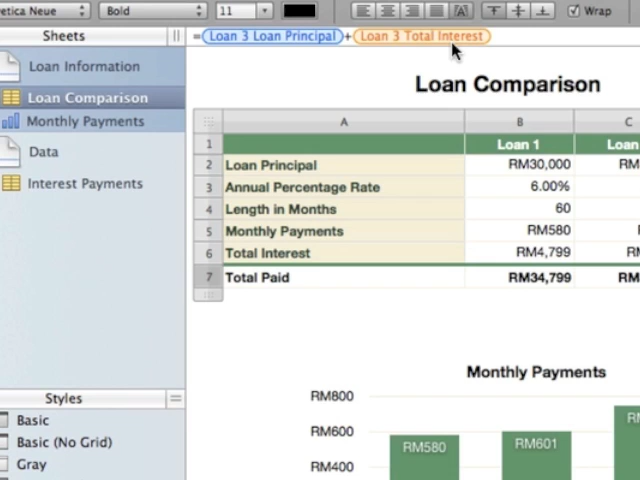 etica Neue Bold 11 Wrap
Sheets =Loan 3 Loan Principal+Loan 3 Total Interest
Loan Information
Loan Comparison
Monthly Payments
Data
Interest Payments
Loan Comparison
A B C
1 Loan 1 Loan
2 Loan Principal RM30,000 RM
3 Annual Percentage Rate 6.00%
4 Length in Months 60
5 Monthly Payments RM580
6 Total Interest RM4,799
7 Total Paid RM34,799 RM
Monthly Payments
RM800
RM600
RM400
RM580 RM601 RM
Styles
Basic
Basic (No Grid)
Gray